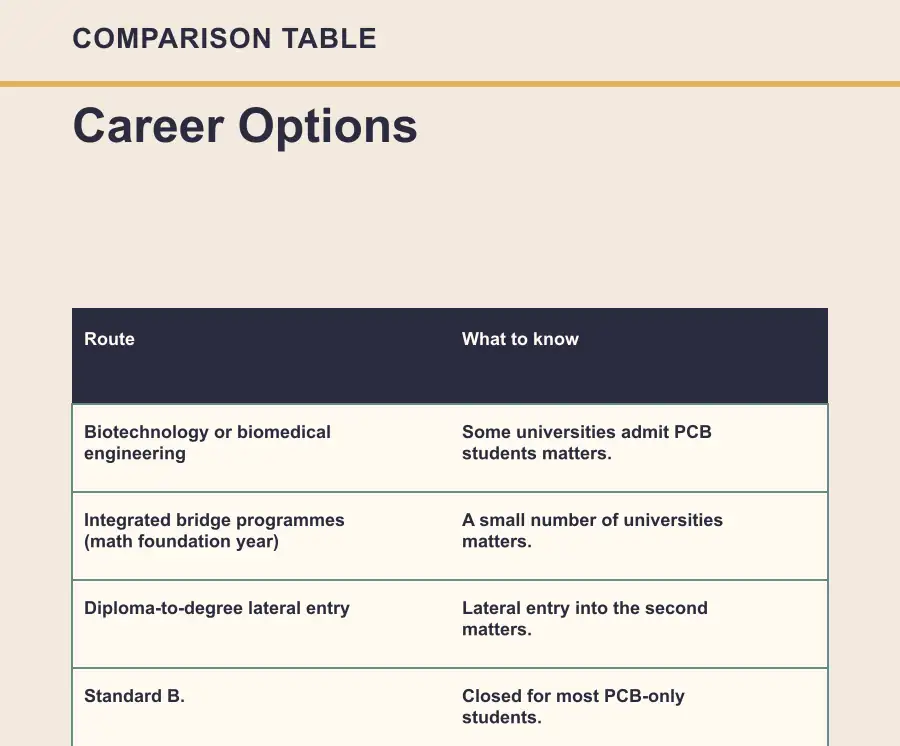 COMPARISON TABLE
Career Options
Route
What to know
Biotechnology or biomedical
engineering
Some universities admit PCB
students matters.
Integrated bridge programmes
(math foundation year)
A small number of universities
matters.
Diploma-to-degree lateral entry
Lateral entry into the second
matters.
Standard B.
Closed for most PCB-only
students.